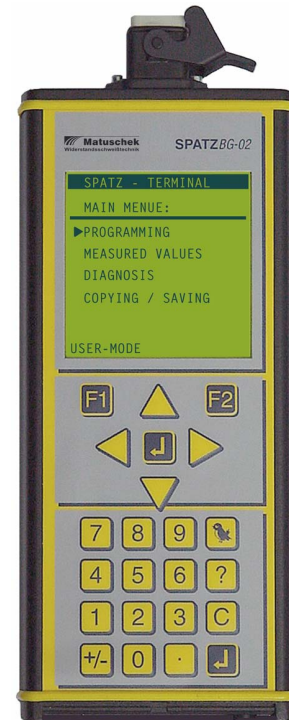 Matuschek
Widerstandsschweißtechnik
SPATZBG-02
SPATZ - TERMINAL
MAIN MENUE:
▶PROGRAMMING
MEASURED VALUES
DIAGNOSIS
COPYING / SAVING
USER-MODE
F1 F2
7 8 9
4 5 6 ?
1 2 3 C
+/- 0 ·